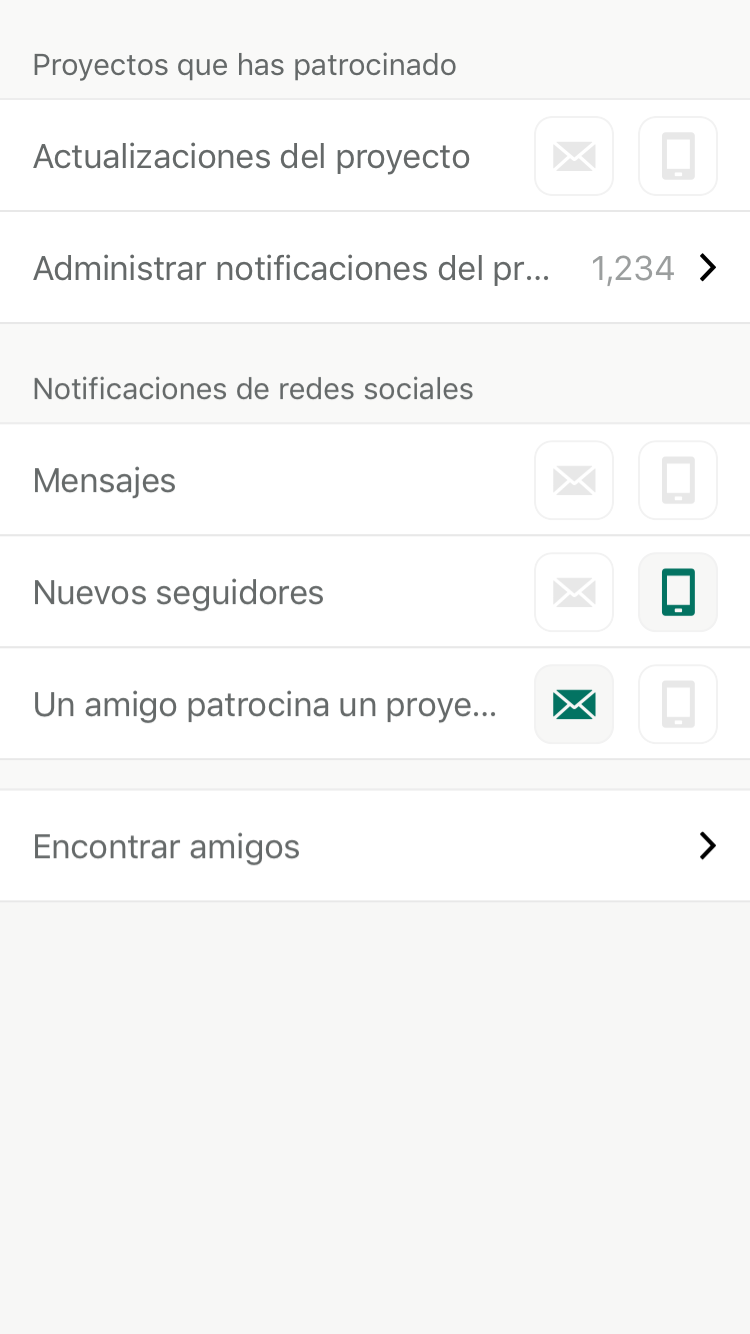 Proyectos que has patrocinado
Actualizaciones del proyecto
Administrar notificaciones del pr... 1,234
Notificaciones de redes sociales
Mensajes
Nuevos seguidores
Un amigo patrocina un proye...
Encontrar amigos